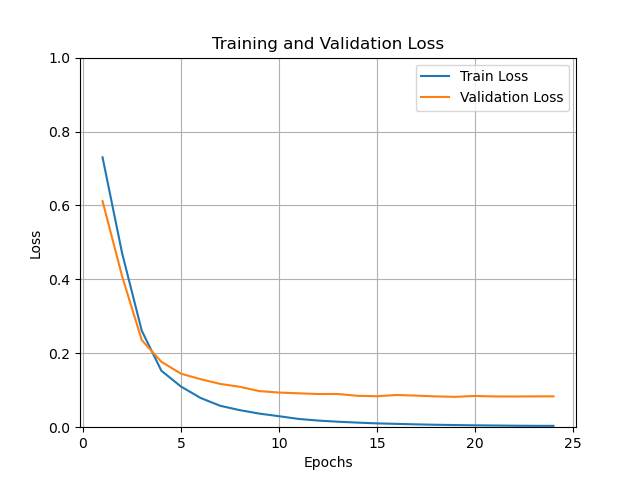 Training and Validation Loss
Train Loss
Validation Loss
1.0
0.8
0.6
0.4
0.2
0.0
Loss
0 5 10 15 20 25
Epochs